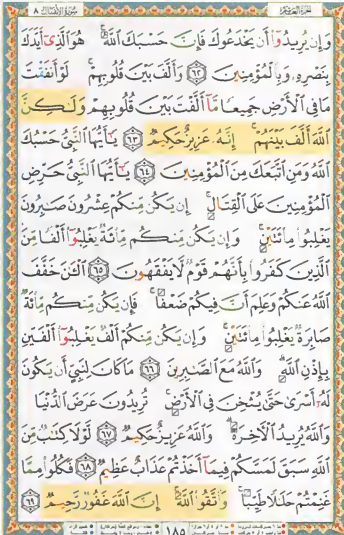 سورة الأنفال ٨
وَإِن يُرِيدُوٓا۟ أَن يَخْدَعُوكَ فَإِنَّ حَسْبَكَ ٱللَّهُ ۚ هُوَ ٱلَّذِىٓ أَيَّدَكَ
بِنَصْرِهِۦ وَبِٱلْمُؤْمِنِينَ ٦٢ وَأَلَّفَ بَيْنَ قُلُوبِهِمْ ۚ لَوْ أَنفَقْتَ
مَا فِى ٱلْأَرْضِ جَمِيعًا مَّآ أَلَّفْتَ بَيْنَ قُلُوبِهِمْ وَلَـٰكِنَّ
ٱللَّهَ أَلَّفَ بَيْنَهُمْ ۚ إِنَّهُۥ عَزِيزٌ حَكِيمٌ ٦٣ يَـٰٓأَيُّهَا ٱلنَّبِىُّ حَسْبُكَ
ٱللَّهُ وَمَنِ ٱتَّبَعَكَ مِنَ ٱلْمُؤْمِنِينَ ٦٤ يَـٰٓأَيُّهَا ٱلنَّبِىُّ حَرِّضِ
ٱلْمُؤْمِنِينَ عَلَى ٱلْقِتَالِ ۚ إِن يَكُن مِّنكُمْ عِشْرُونَ صَـٰبِرُونَ
يَغْلِبُوا۟ مِا۟ئَتَيْنِ ۚ وَإِن يَكُن مِّنكُم مِّا۟ئَةٌ يَغْلِبُوٓا۟ أَلْفًا مِّنَ
ٱلَّذِينَ كَفَرُوا۟ بِأَنَّهُمْ قَوْمٌ لَّا يَفْقَهُونَ ٦٥ ٱلْـَٔـٰنَ خَفَّفَ
ٱللَّهُ عَنكُمْ وَعَلِمَ أَنَّ فِيكُمْ ضَعْفًا ۚ فَإِن يَكُن مِّنكُم مِّا۟ئَةٌ
صَابِرَةٌ يَغْلِبُوا۟ مِا۟ئَتَيْنِ ۚ وَإِن يَكُن مِّنكُمْ أَلْفٌ يَغْلِبُوٓا۟ أَلْفَيْنِ
بِإِذْنِ ٱللَّهِ ۗ وَٱللَّهُ مَعَ ٱلصَّـٰبِرِينَ ٦٦ مَا كَانَ لِنَبِىٍّ أَن يَكُونَ
لَهُۥٓ أَسْرَىٰ حَتَّىٰ يُثْخِنَ فِى ٱلْأَرْضِ ۚ تُرِيدُونَ عَرَضَ ٱلدُّنْيَا
وَٱللَّهُ يُرِيدُ ٱلْـَٔاخِرَةَ ۗ وَٱللَّهُ عَزِيزٌ حَكِيمٌ ٦٧ لَّوْلَا كِتَـٰبٌ مِّنَ
ٱللَّهِ سَبَقَ لَمَسَّكُمْ فِيمَآ أَخَذْتُمْ عَذَابٌ عَظِيمٌ ٦٨ فَكُلُوا۟ مِمَّا
غَنِمْتُمْ حَلَـٰلًا طَيِّبًا ۚ وَٱتَّقُوا۟ ٱللَّهَ ۚ إِنَّ ٱللَّهَ غَفُورٌ رَّحِيمٌ ٦٩
١٨٥